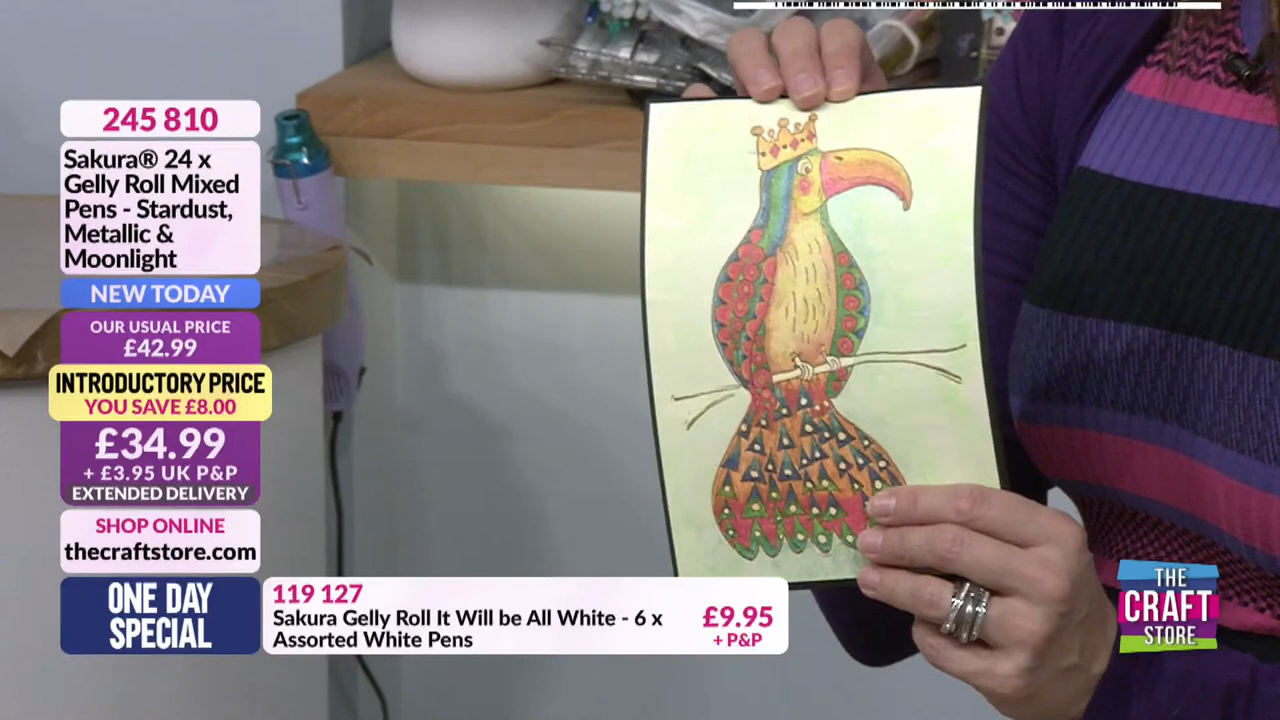 245 810
Sakura® 24 x
Gelly Roll Mixed
Pens - Stardust,
Metallic &
Moonlight
NEW TODAY
OUR USUAL PRICE
£42.99
INTRODUCTORY PRICE
YOU SAVE £8.00
£34.99
+ £3.95 UK P&P
EXTENDED DELIVERY
SHOP ONLINE
thecraftstore.com
ONE DAY
SPECIAL
119 127
Sakura Gelly Roll It Will be All White - 6 x
Assorted White Pens
£9.95
+ P&P
THE
CRAFT
STORE